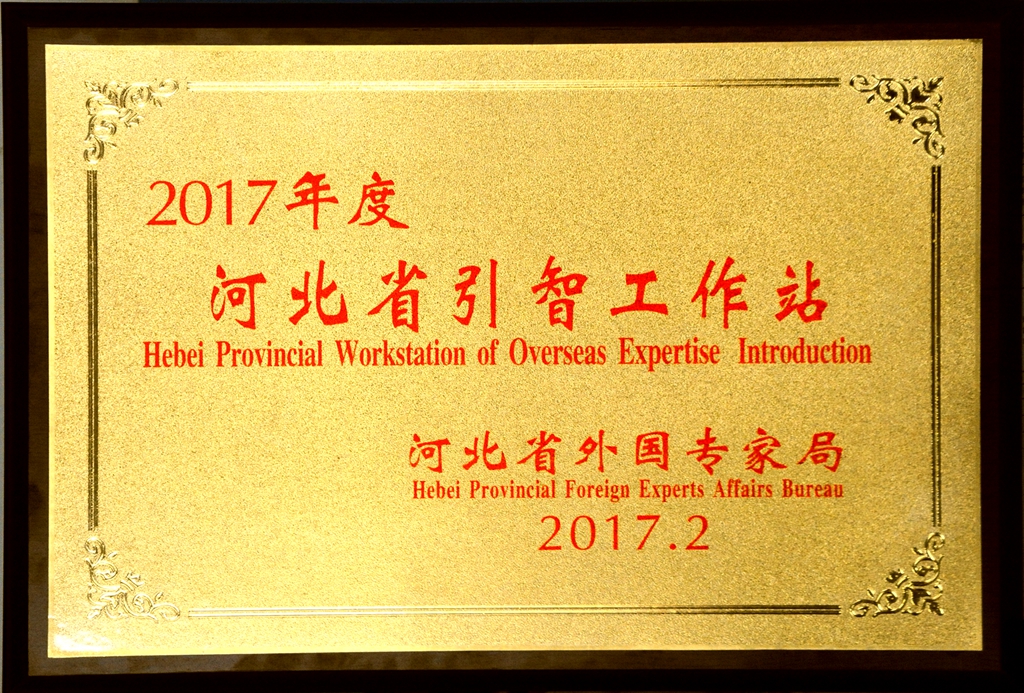 2017年度
河北省引智工作站
Hebei Provincial Workstation of Overseas Expertise Introduction
河北省外国专家局
Hebei Provincial Foreign Experts Affairs Bureau
2017.2